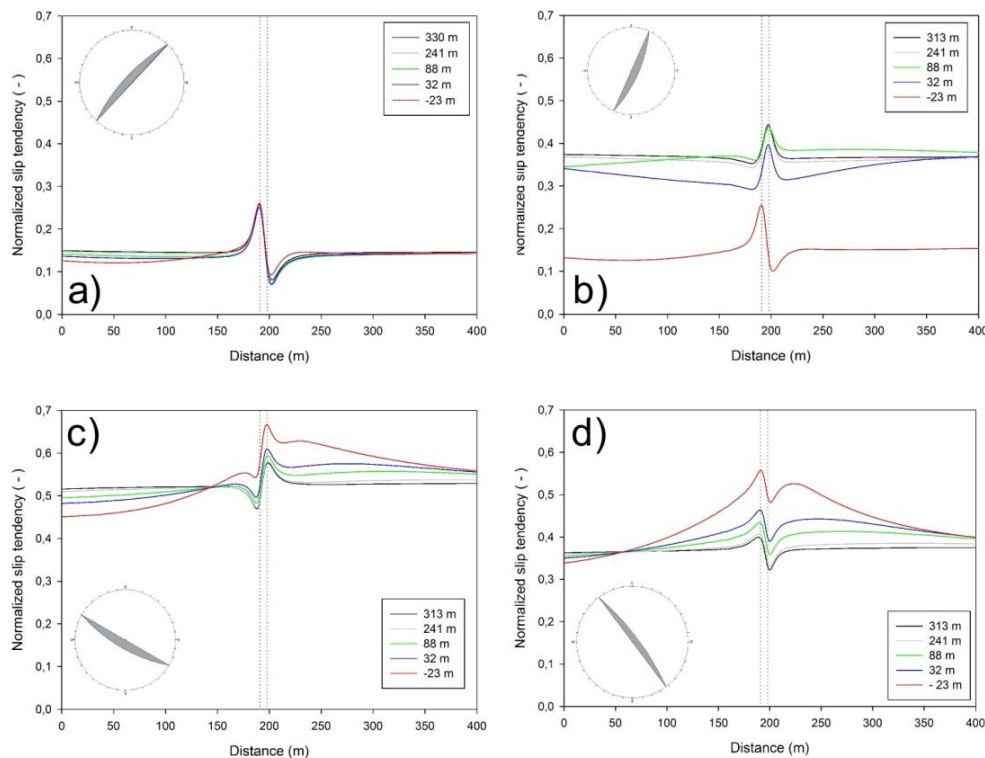 0,7
0,6
0,5
0,4
0,3
0,2
0,1
0,0
Normalized slip tendency ( - )
330 m
241 m
88 m
32 m
-23 m
a)
0 50 100 150 200 250 300 350 400
Distance (m)
0,7
0,6
0,5
0,4
0,3
0,2
0,1
0,0
Normalized slip tendency ( - )
313 m
241 m
88 m
32 m
-23 m
b)
0 50 100 150 200 250 300 350 400
Distance (m)
0,7
0,6
0,5
0,4
0,3
0,2
0,1
0,0
Normalized slip tendency ( - )
c)
313 m
241 m
88 m
32 m
-23 m
0 50 100 150 200 250 300 350 400
Distance (m)
0,7
0,6
0,5
0,4
0,3
0,2
0,1
0,0
Normalized slip tendency ( - )
d)
313 m
241 m
88 m
32 m
- 23 m
0 50 100 150 200 250 300 350 400
Distance (m)